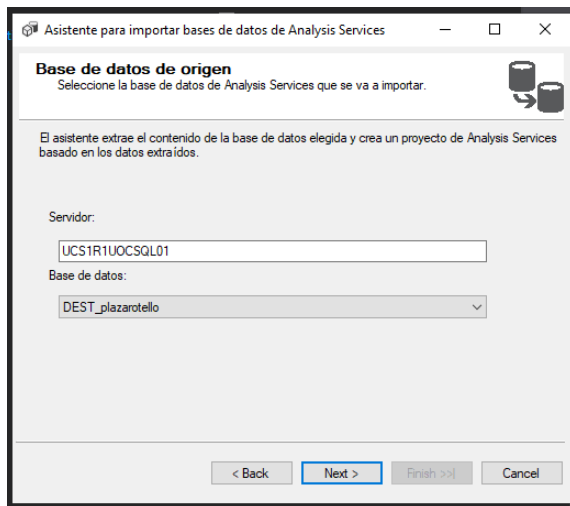 Asistente para importar bases de datos de Analysis Services
Base de datos de origen
Seleccione la base de datos de Analysis Services que se va a importar.
El asistente extrae el contenido de la base de datos elegida y crea un proyecto de Analysis Services
basado en los datos extraídos.
Servidor:
UCS1R1UOCSQL01
Base de datos:
DEST_plazarotello
< Back
Next >
Finish >>|
Cancel